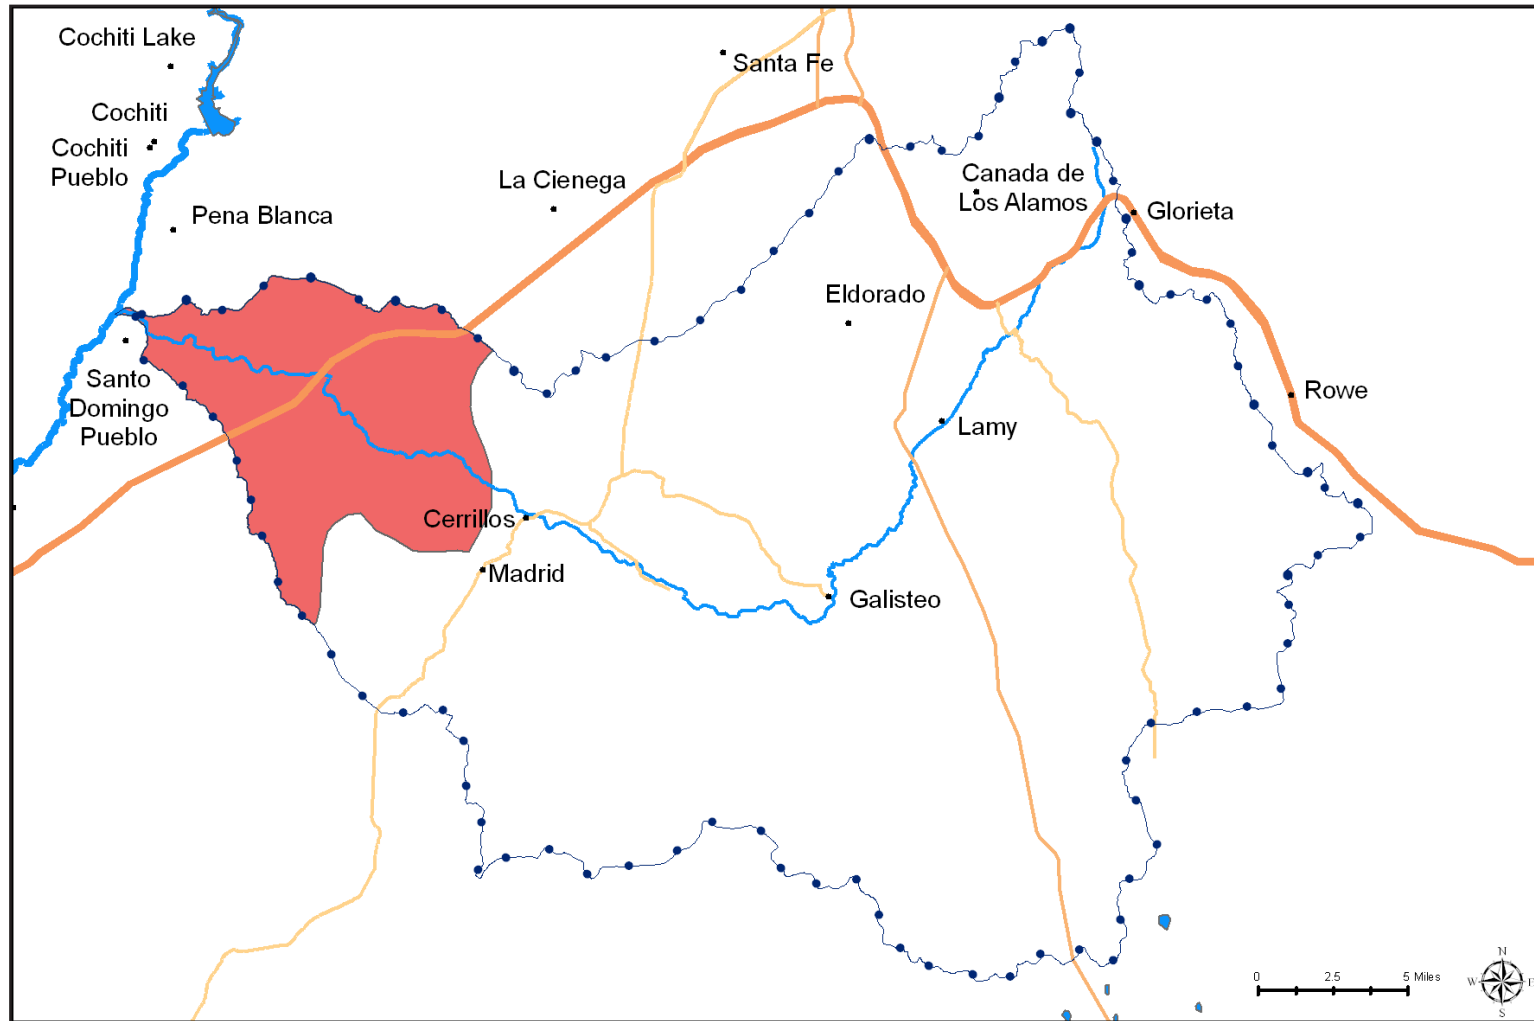 Cochiti Lake
Santa Fe
Cochiti
Cochiti
Pueblo
La Cienega
Canada de
Los Alamos
Glorieta
Pena Blanca
Eldorado
Santo
Domingo
Pueblo
Rowe
Lamy
Cerrillos
Madrid
Galisteo
0 2.5 5 Miles
N
W E
S